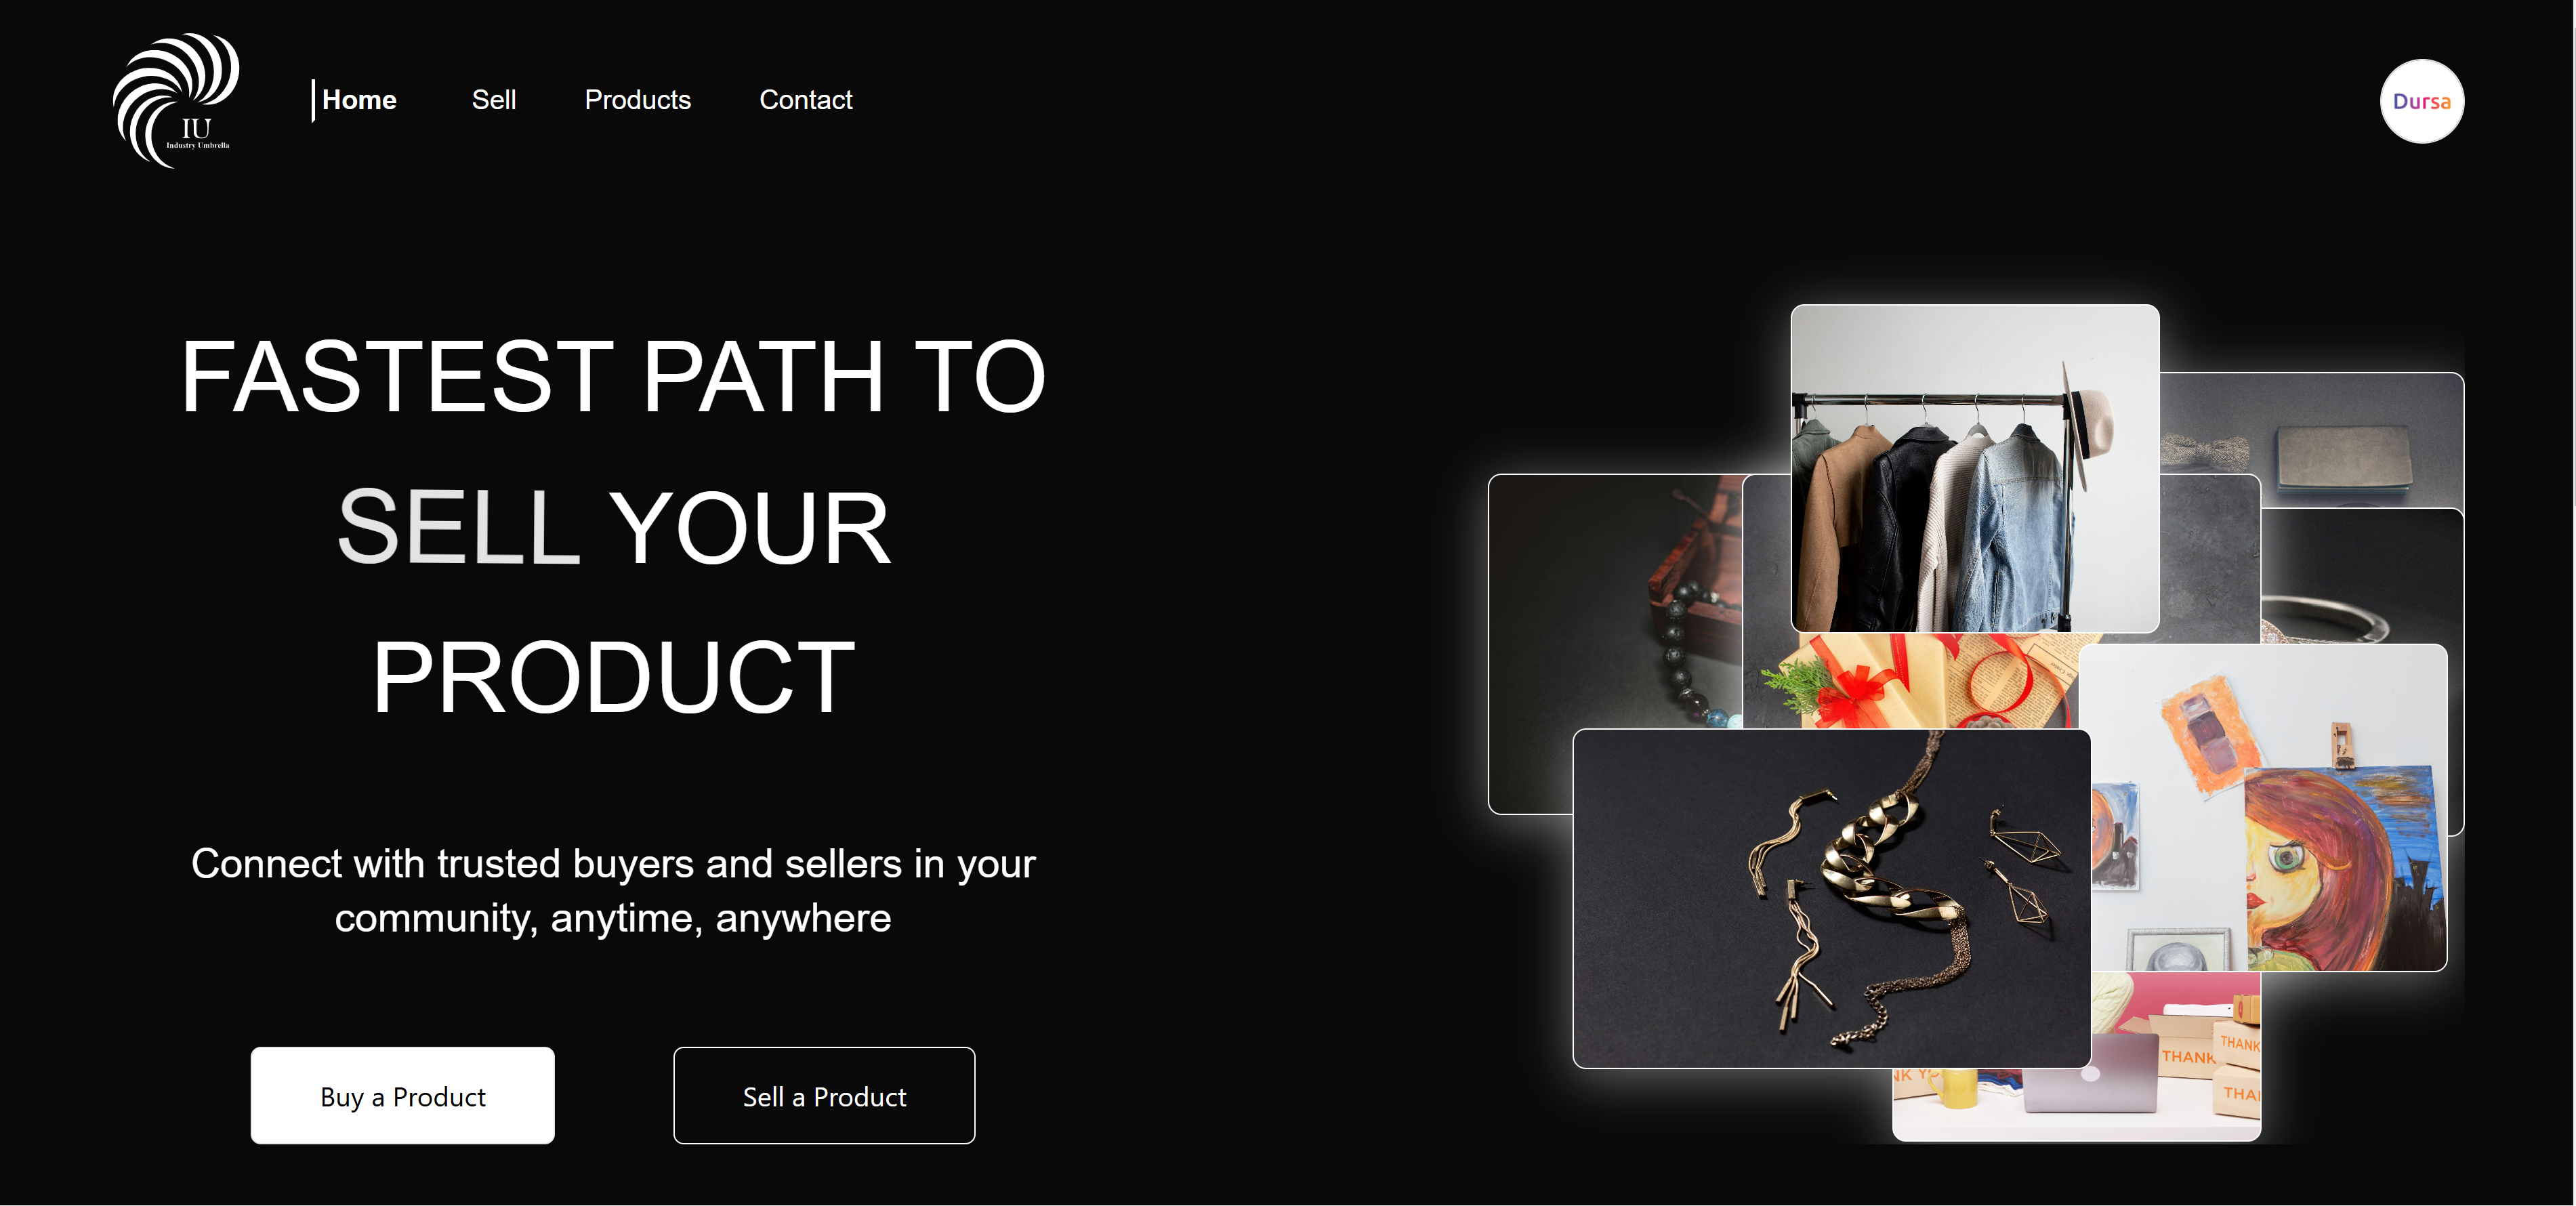 IU
Industry Umbrella
Home
Sell
Products
Contact
Dursa
FASTEST PATH TO
SELL YOUR
PRODUCT
Connect with trusted buyers and sellers in your
community, anytime, anywhere
Buy a Product
Sell a Product
THANK
THANK
THA
NK